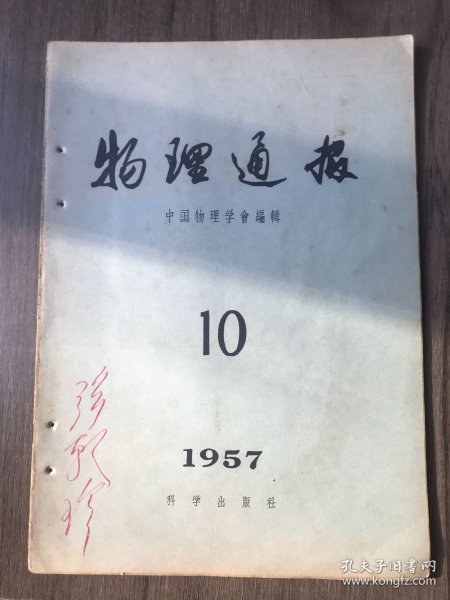 物理通报
中国物理学會編輯
10
1957
科学出版社
孔夫子旧书网
www.kongfz.com